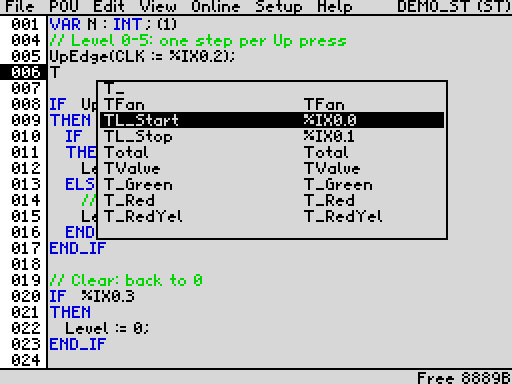 File POU Edit View Online Setup Help DEMO_ST (ST)
001 VAR N : INT; (1)
004 // Level 0-5: one step per Up press
005 UpEdge(CLK := %IX0.2);
006 T
007 T_
008 IF Up TFan TFan
009 THEN TL_Start %IX0.0
010 IF TL_Stop %IX0.1
011 THE Total Total
012 Le TValue TValue
013 ELS T_Green T_Green
014 // T_Red T_Red
015 Le T_RedYel T_RedYel
016 END
017 END_IF
018
019 // Clear: back to 0
020 IF %IX0.3
021 THEN
022 Level := 0;
023 END_IF
024
Free 8889B